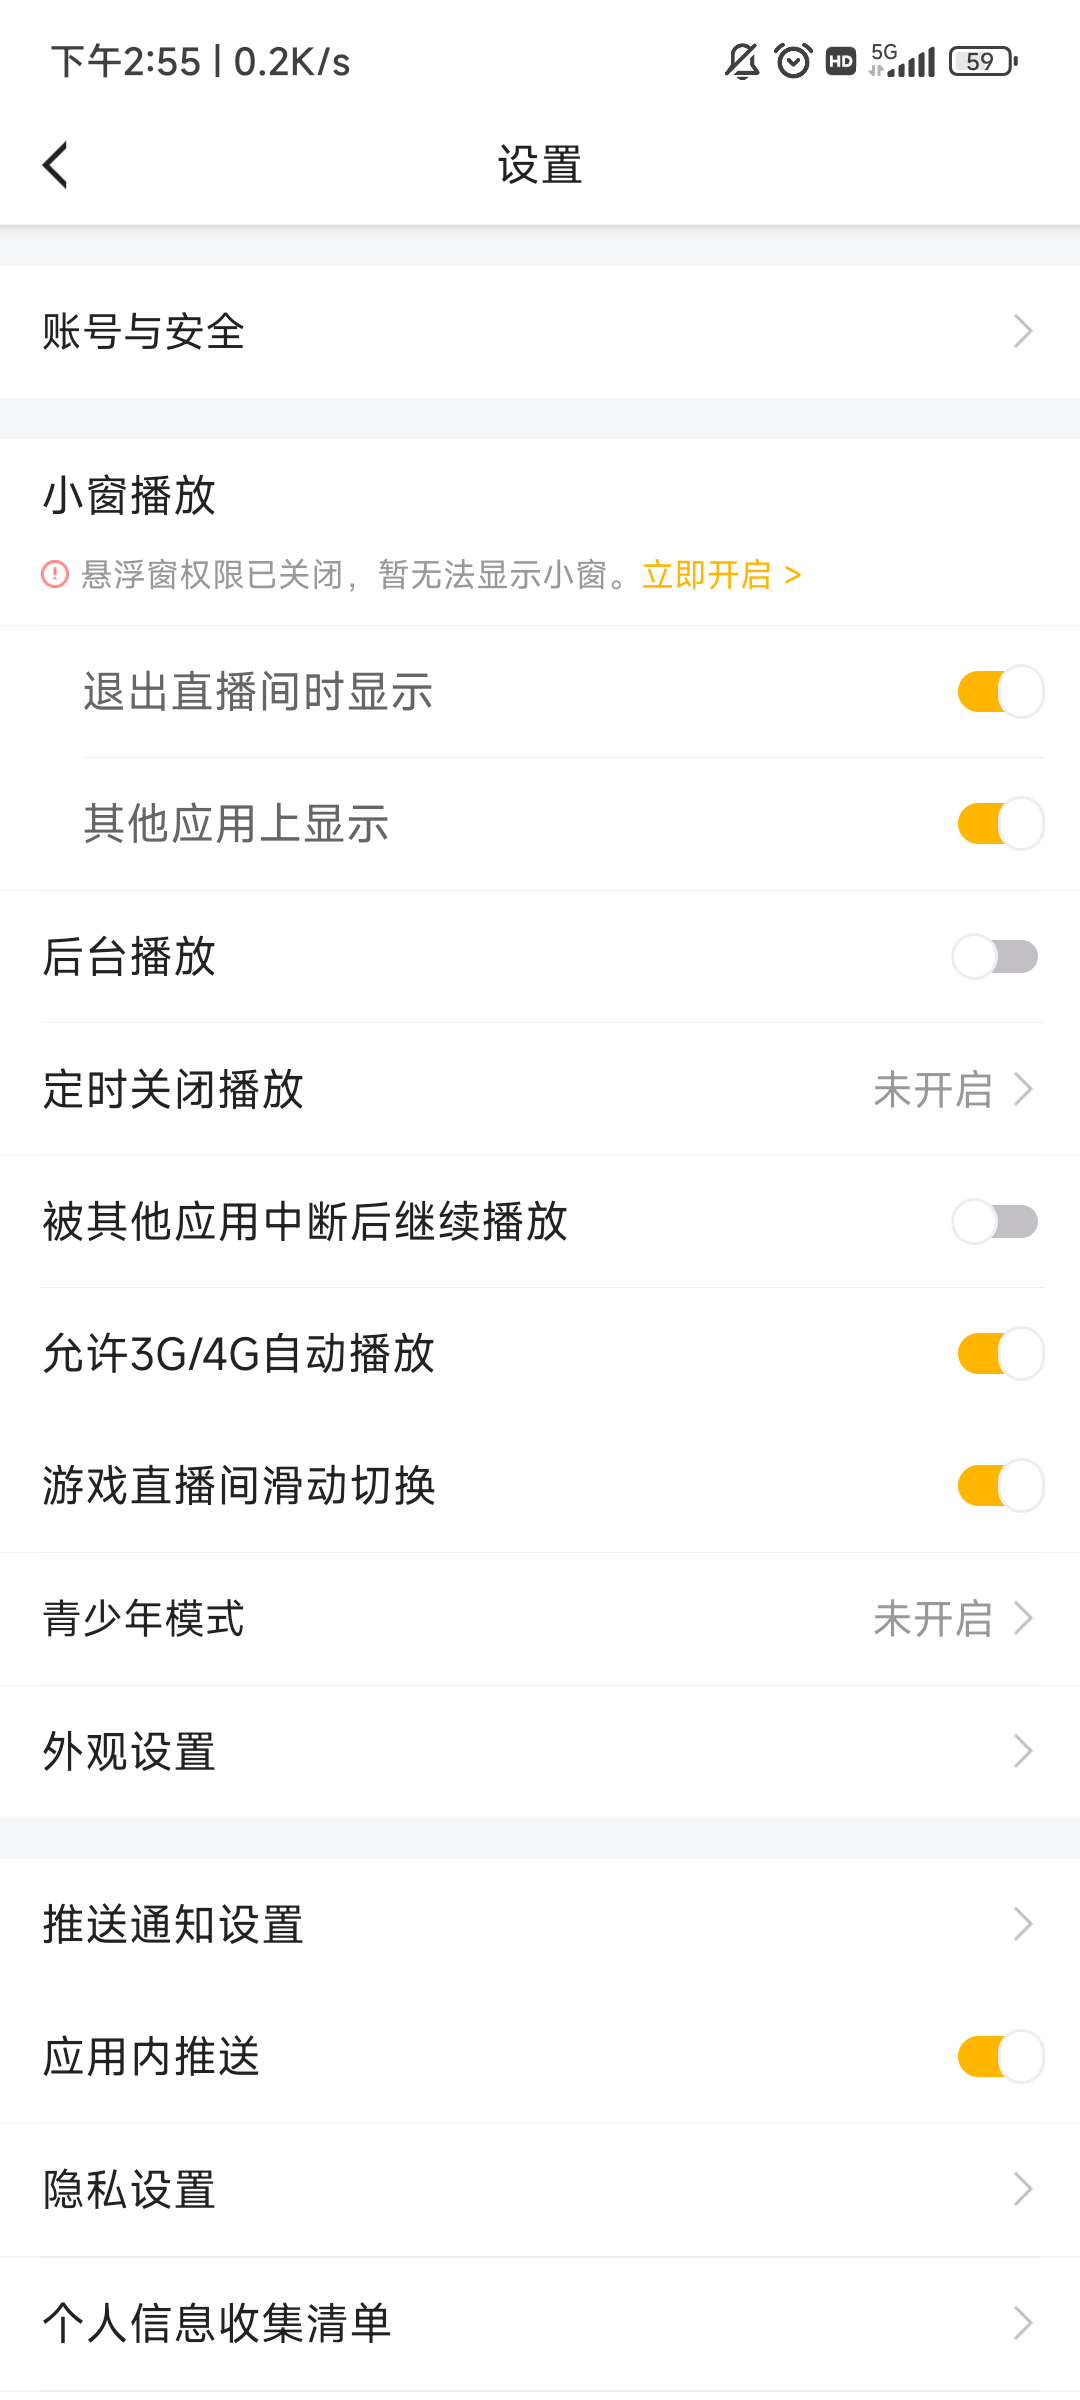 下午2:55 | 0.2K/s HD 5G 59
设置
账号与安全
小窗播放
悬浮窗权限已关闭，暂无法显示小窗。立即开启 >
退出直播间时显示
其他应用上显示
后台播放
定时关闭播放 未开启
被其他应用中断后继续播放
允许3G/4G自动播放
游戏直播间滑动切换
青少年模式 未开启
外观设置
推送通知设置
应用内推送
隐私设置
个人信息收集清单